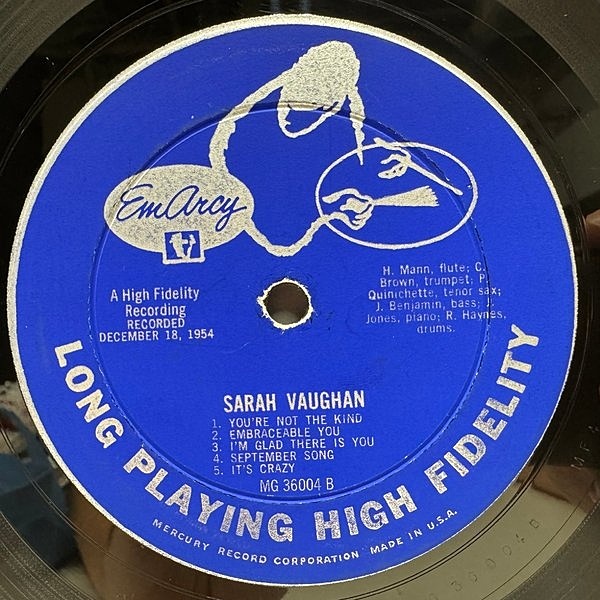 EmArcy
A High Fidelity
Recording
RECORDED
DECEMBER 18, 1954
H. Mann, flute; C.
Brown, trumpet; P.
Quinichette, tenor sax;
J. Benjamin, bass; J.
Jones, piano; R. Haynes,
drums.
SARAH VAUGHAN
1. YOU'RE NOT THE KIND
2. EMBRACEABLE YOU
3. I'M GLAD THERE IS YOU
4. SEPTEMBER SONG
5. IT'S CRAZY
MG 36004 B
LONG PLAYING HIGH FIDELITY
MERCURY RECORD CORPORATION MADE IN U.S.A.